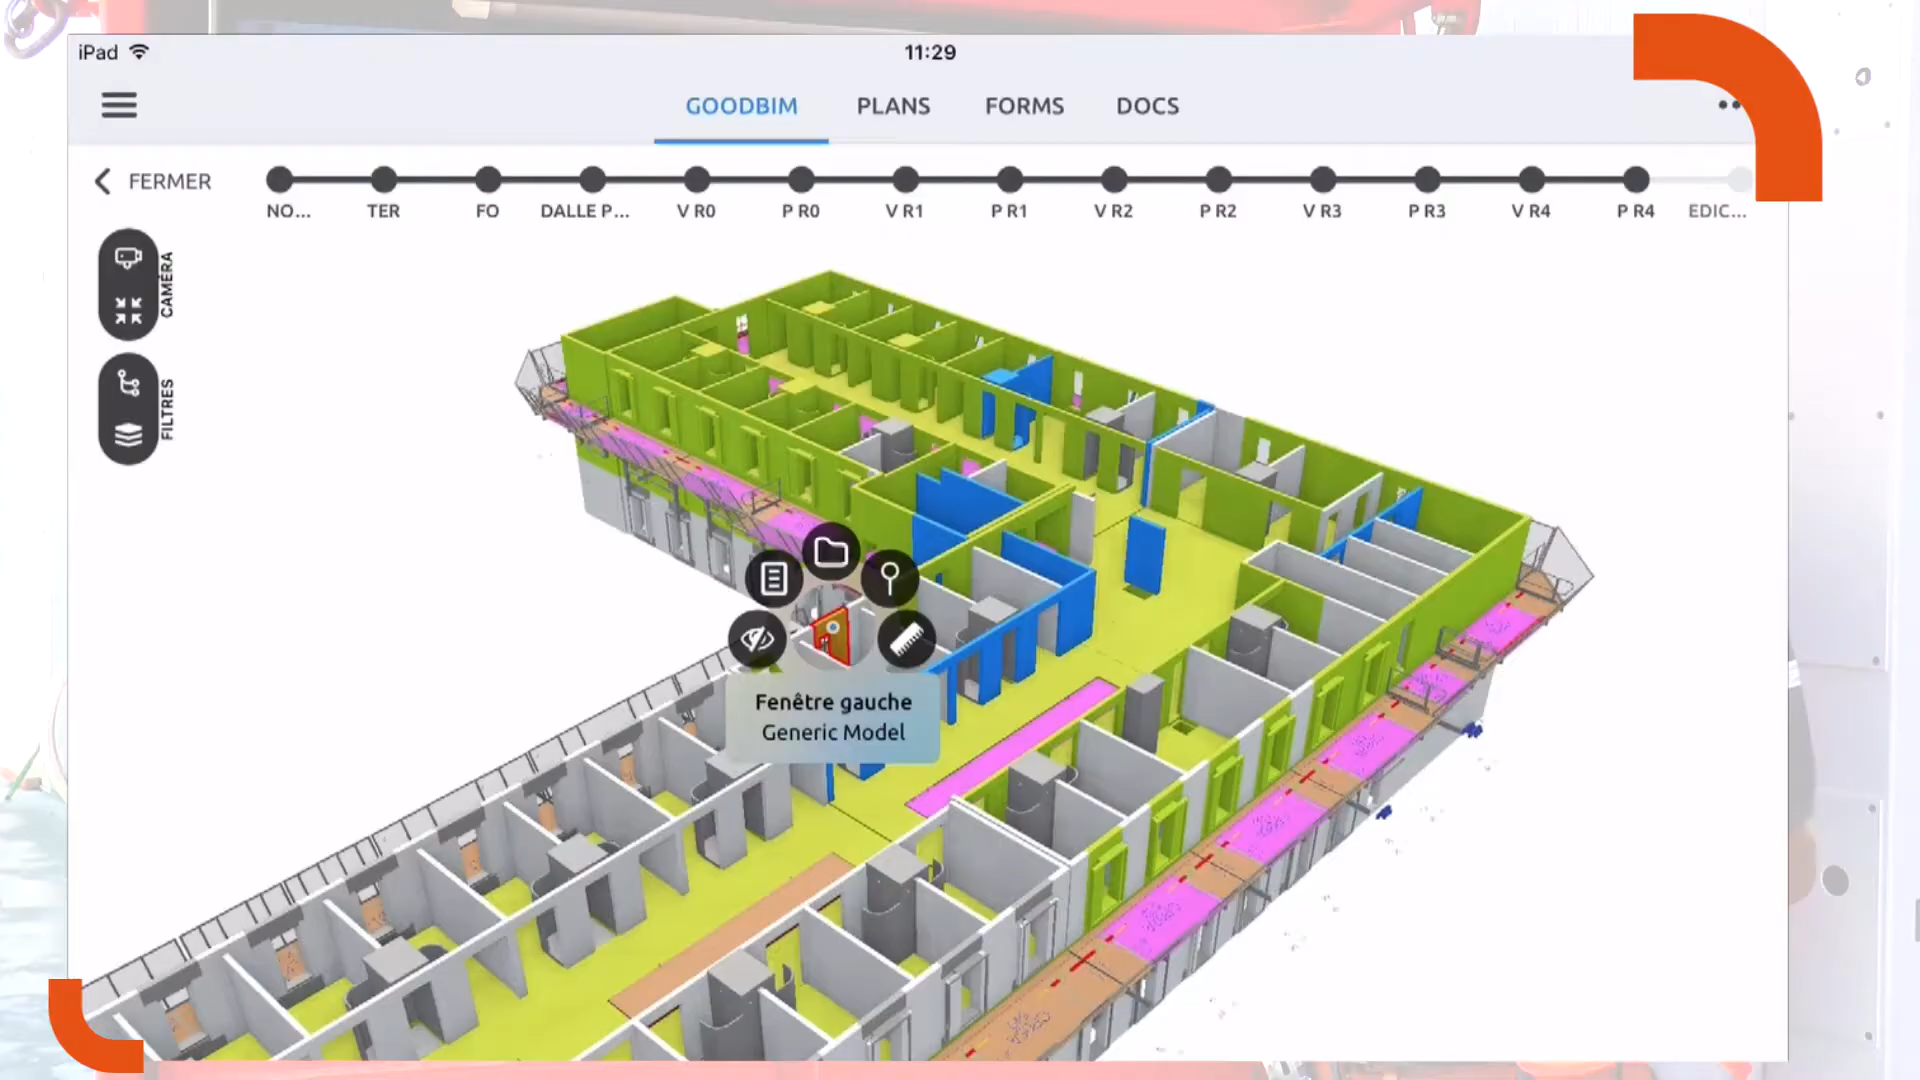 iPad 11:29
GOODBIM PLANS FORMS DOCS
FERMER
NO... TER FO DALLE P... V R0 P R0 V R1 P R1 V R2 P R2 V R3 P R3 V R4 P R4 EDIC...
CAMÉRA
FILTRES
Fenêtre gauche
Generic Model